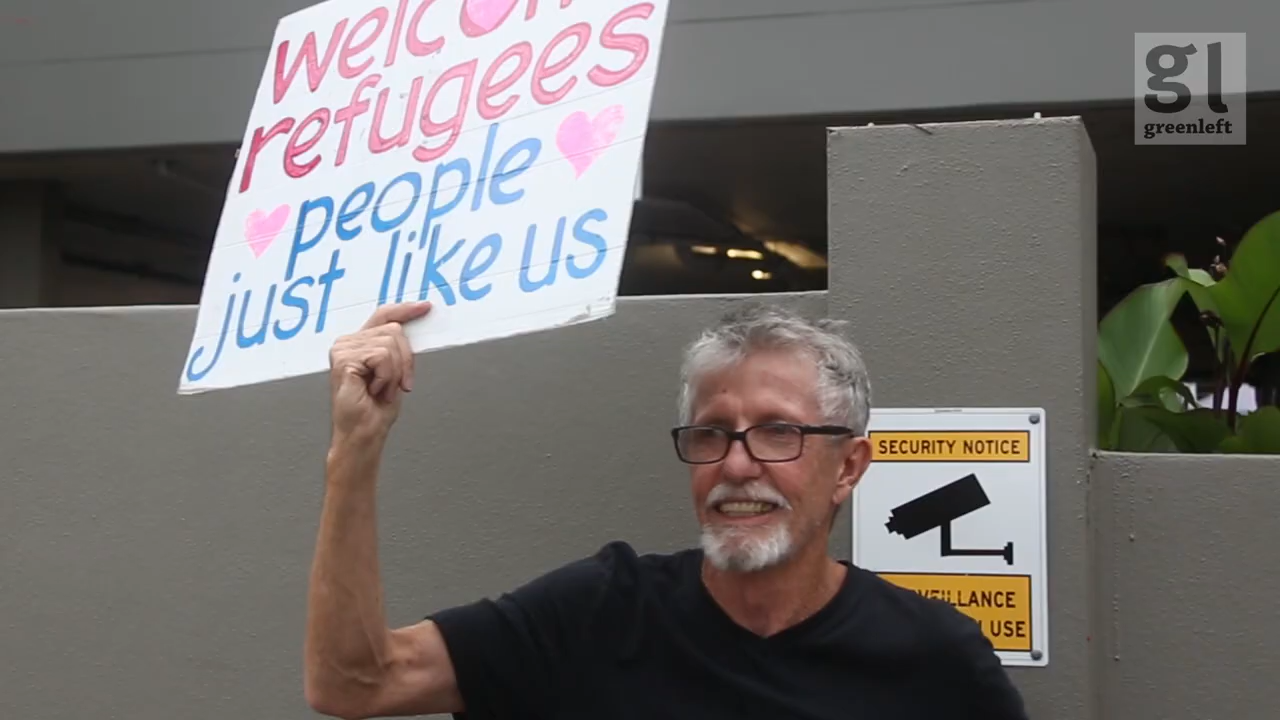 refugees
people
just like us
gl
greenleft
SECURITY NOTICE
USE